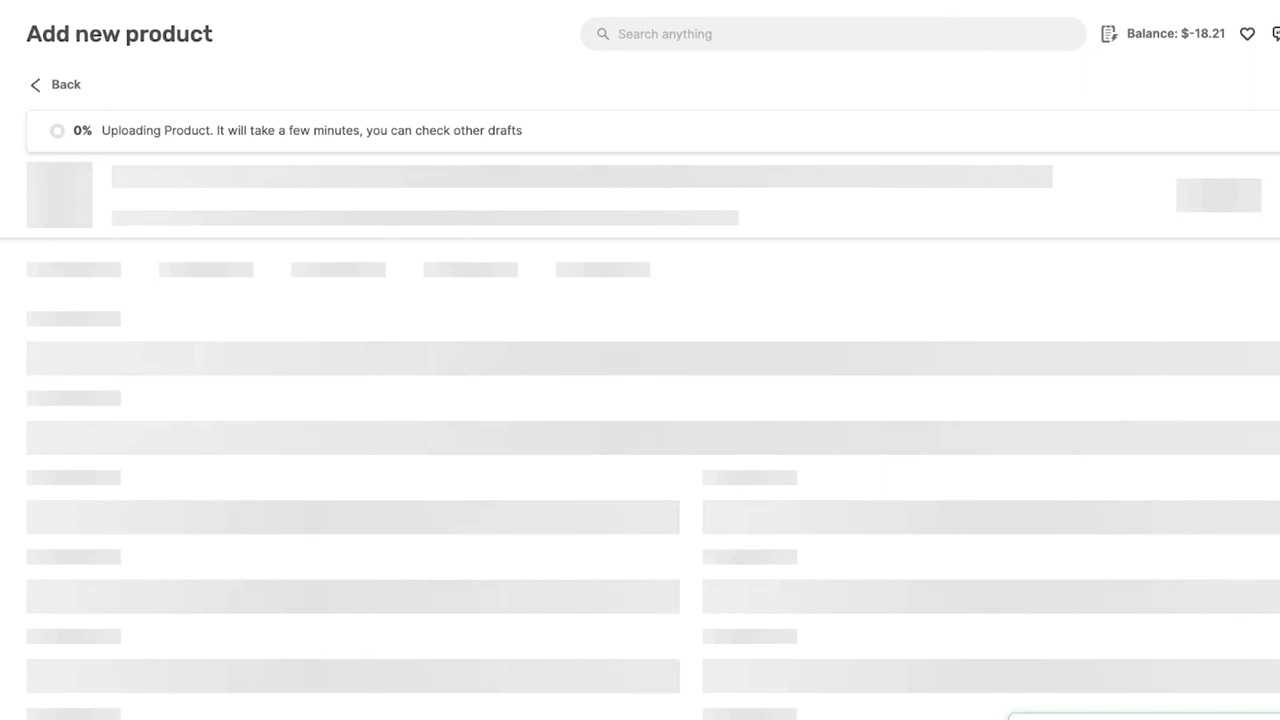 Add new product
Search anything
Balance: $-18.21
Back
0% Uploading Product. It will take a few minutes, you can check other drafts